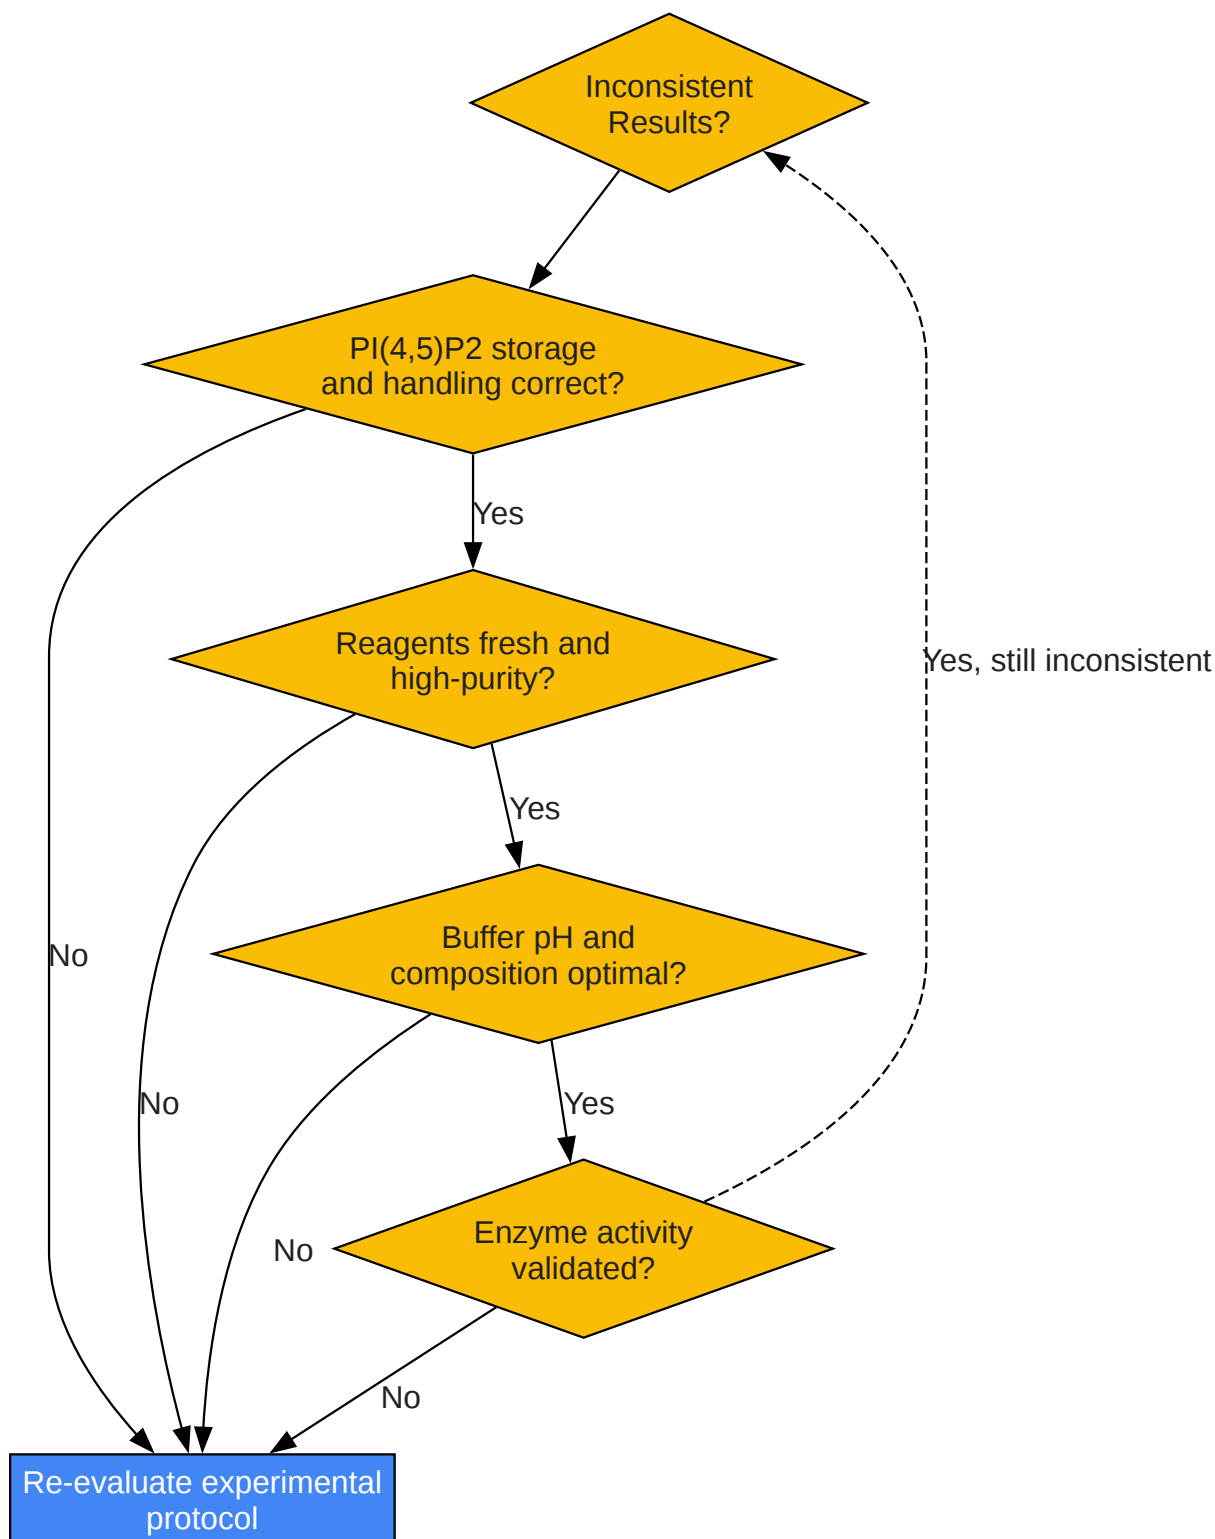 Inconsistent
Results?
PI(4,5)P2 storage
and handling correct?
Yes
Reagents fresh and
high-purity?
Yes, still inconsistent
Yes
Buffer pH and
composition optimal?
No
No
Yes
Enzyme activity
validated?
No
No
Re-evaluate experimental
protocol